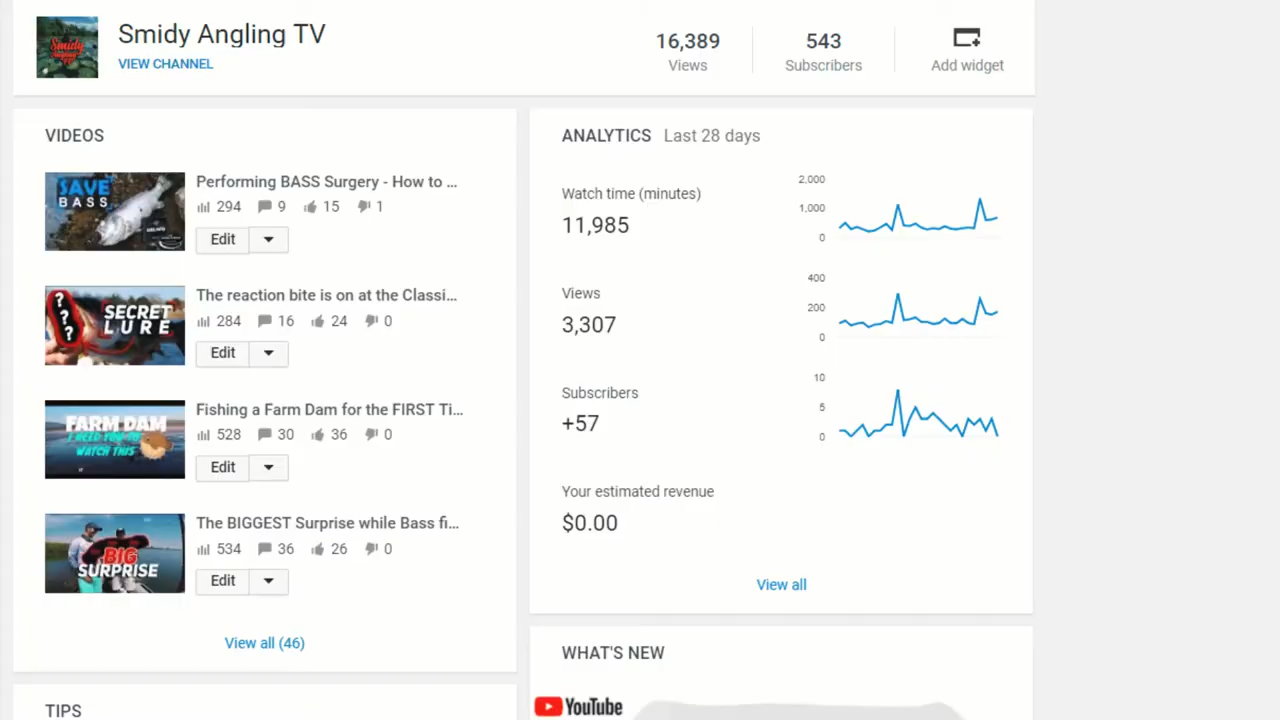 Smidy Angling TV
VIEW CHANNEL
16,389
Views
543
Subscribers
Add widget
VIDEOS
SAVE
BASS
Performing BASS Surgery - How to ...
294 9 15 1
Edit
? ? ?
SECRET
LURE
The reaction bite is on at the Classi...
284 16 24 0
Edit
FARM DAM
I NEED YOU TO
WATCH THIS
Fishing a Farm Dam for the FIRST Ti...
528 30 36 0
Edit
BIG
SURPRISE
The BIGGEST Surprise while Bass fi...
534 36 26 0
Edit
View all (46)
TIPS
ANALYTICS Last 28 days
Watch time (minutes)
11,985
2,000
1,000
0
Views
3,307
400
200
0
Subscribers
+57
10
5
0
Your estimated revenue
$0.00
View all
WHAT'S NEW
YouTube